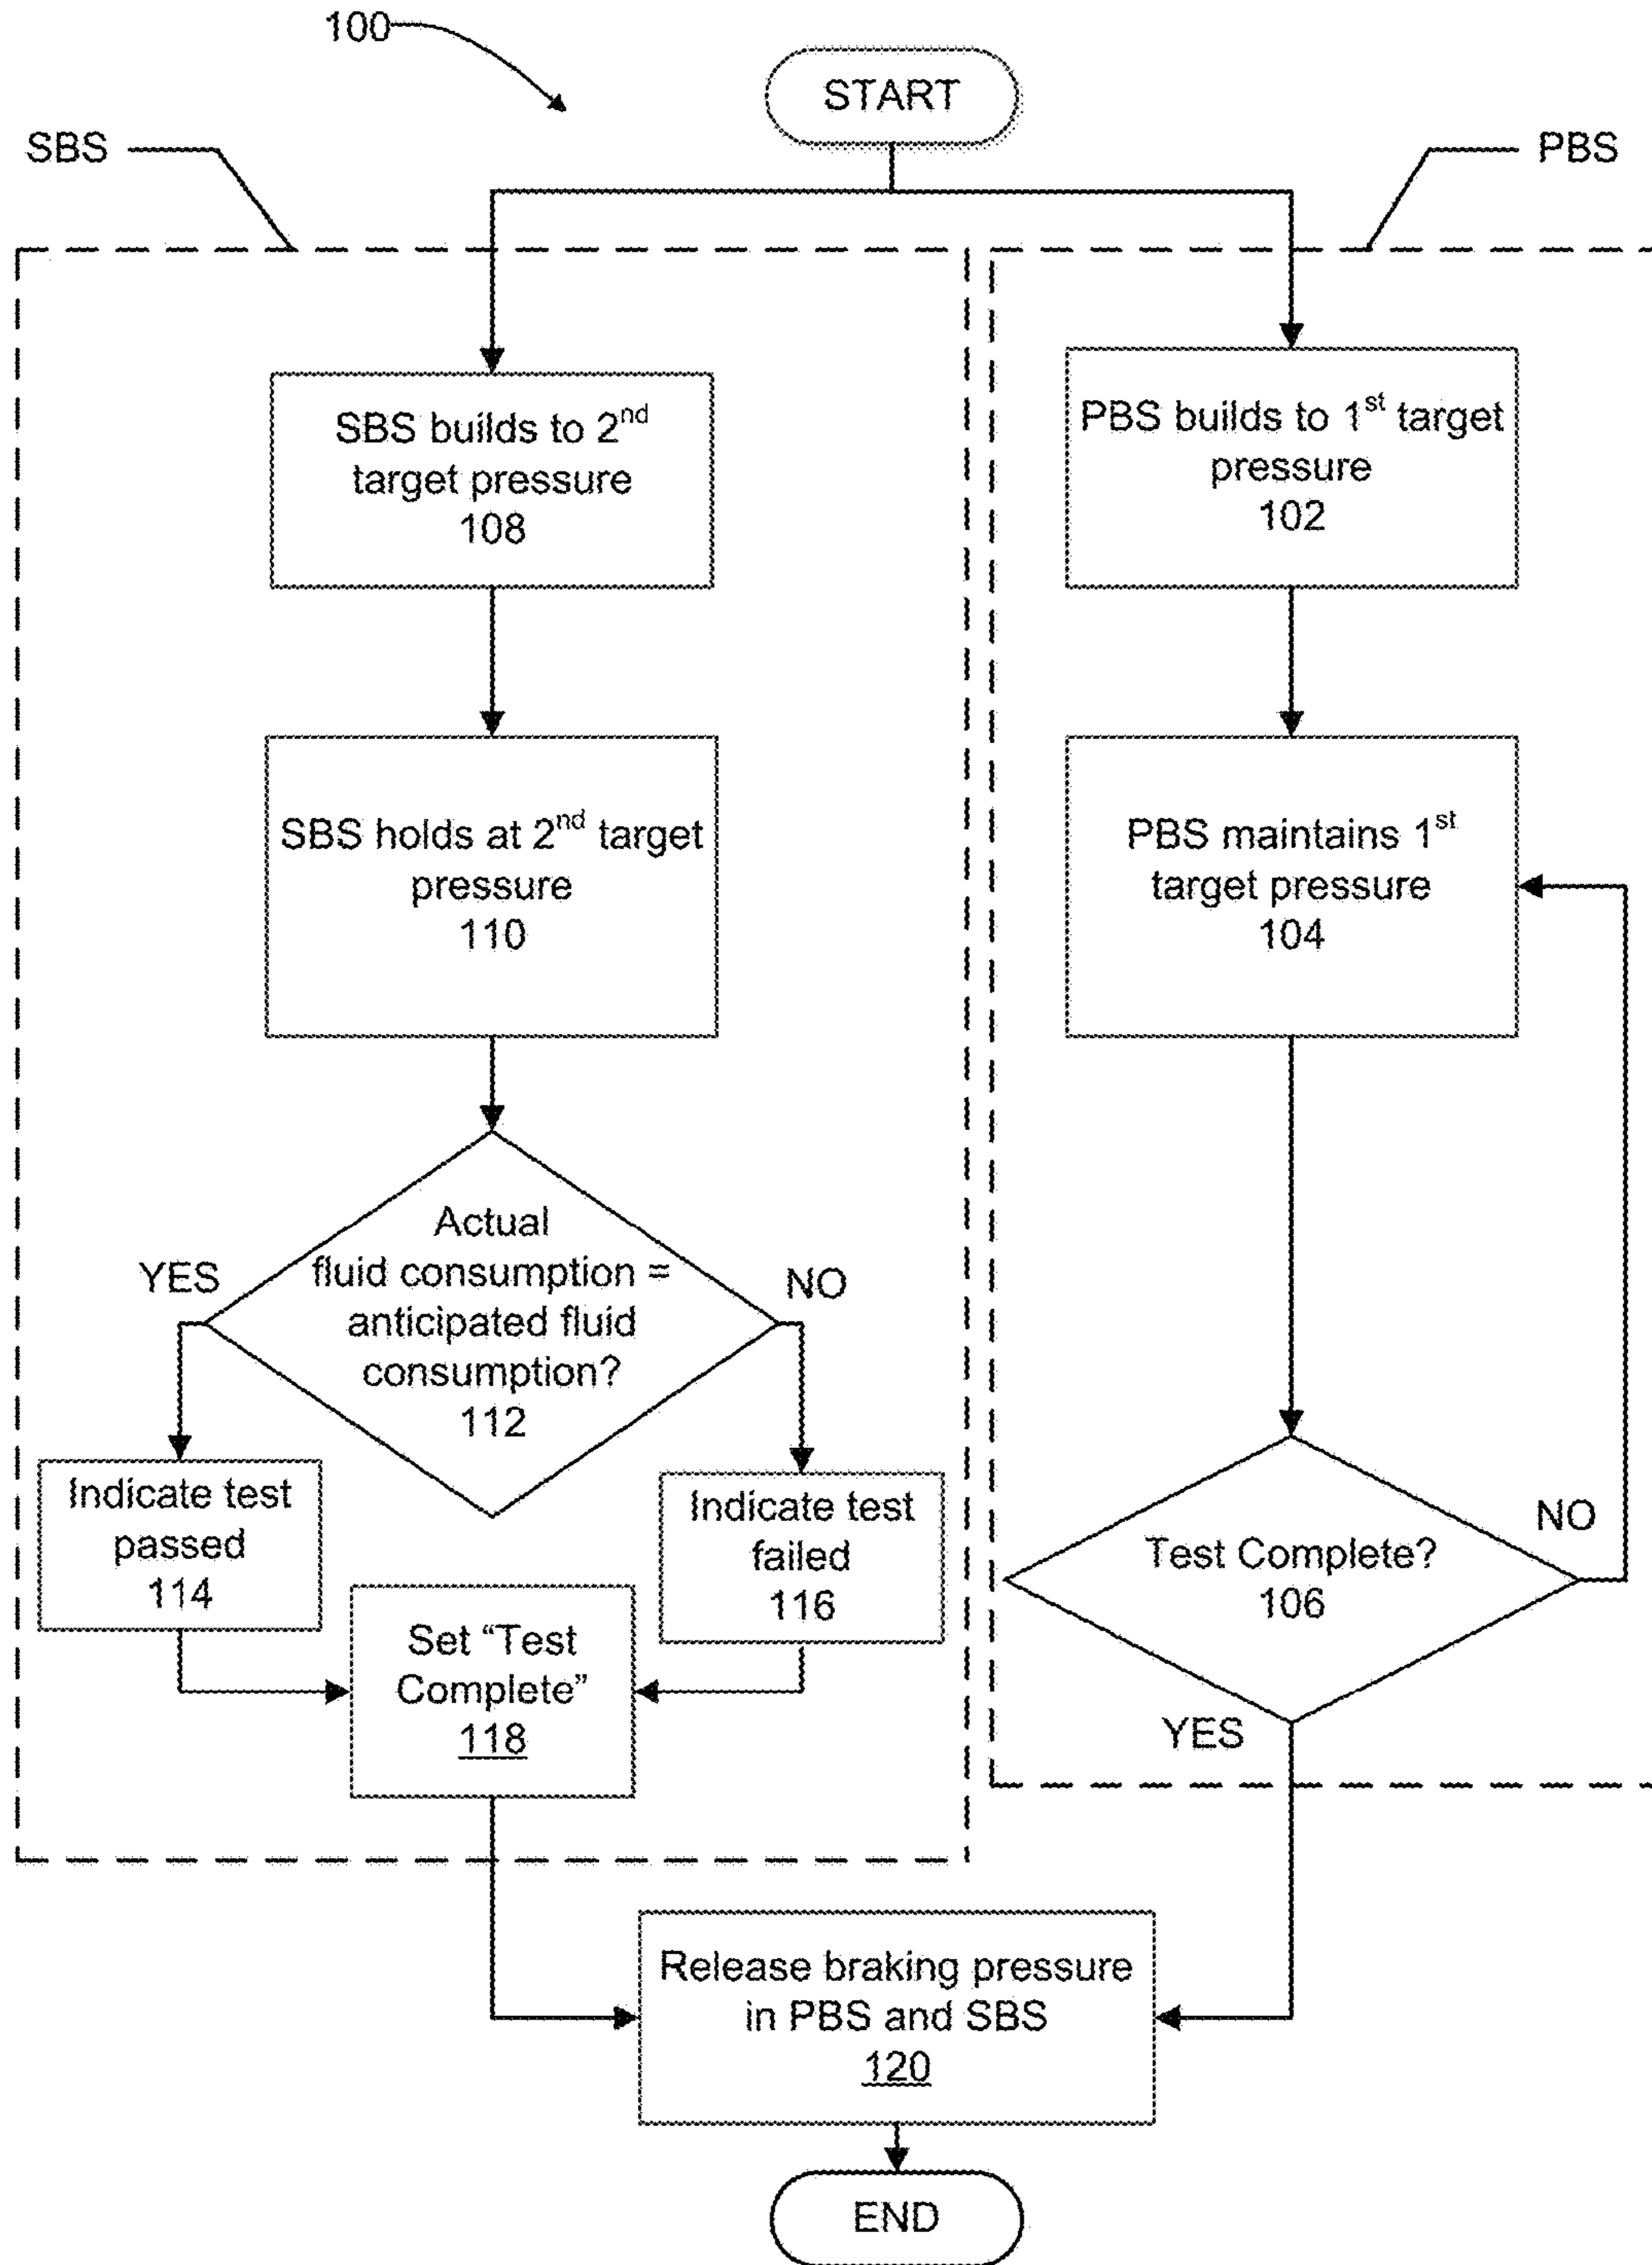 100
START
SBS
PBS
SBS builds to 2nd
target pressure
108
PBS builds to 1st target
pressure
102
SBS holds at 2nd target
pressure
110
PBS maintains 1st
target pressure
104
Actual
fluid consumption =
anticipated fluid
consumption?
112
YES
NO
Indicate test
passed
114
Indicate test
failed
116
Set “Test
Complete”
118
Test Complete?
106
NO
YES
Release braking pressure
in PBS and SBS
120
END